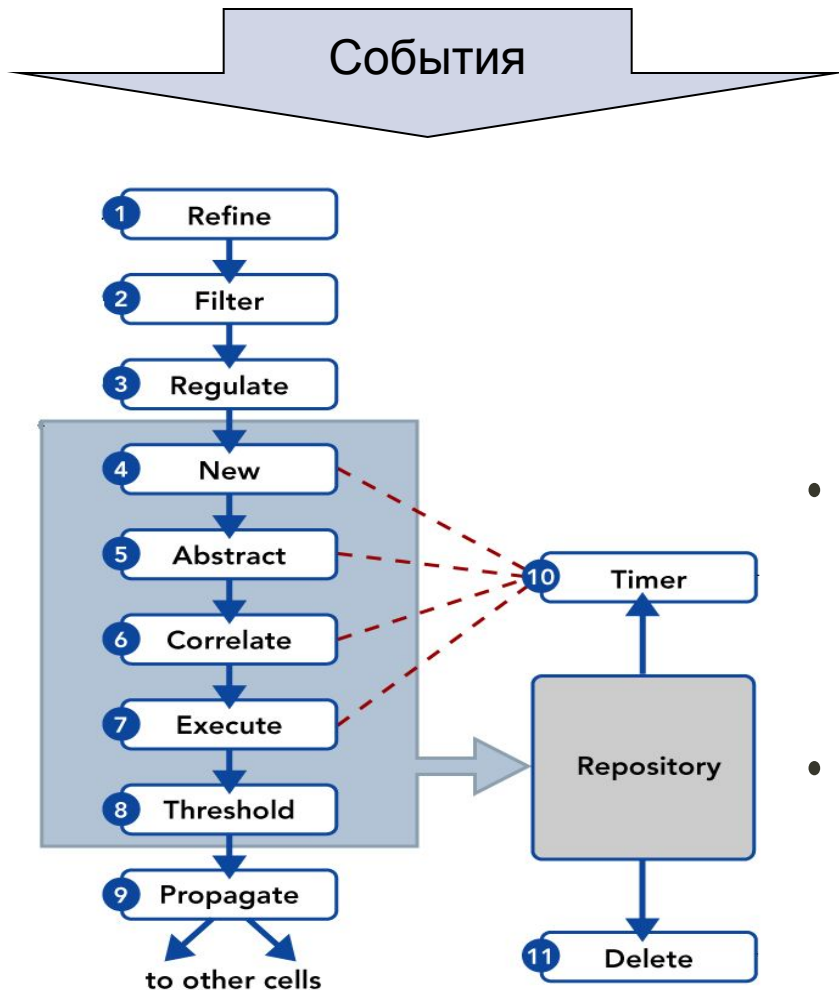 События
1 Refine
2 Filter
3 Regulate
4 New
5 Abstract
6 Correlate
7 Execute
8 Threshold
9 Propagate
to other cells
10 Timer
Repository
11 Delete